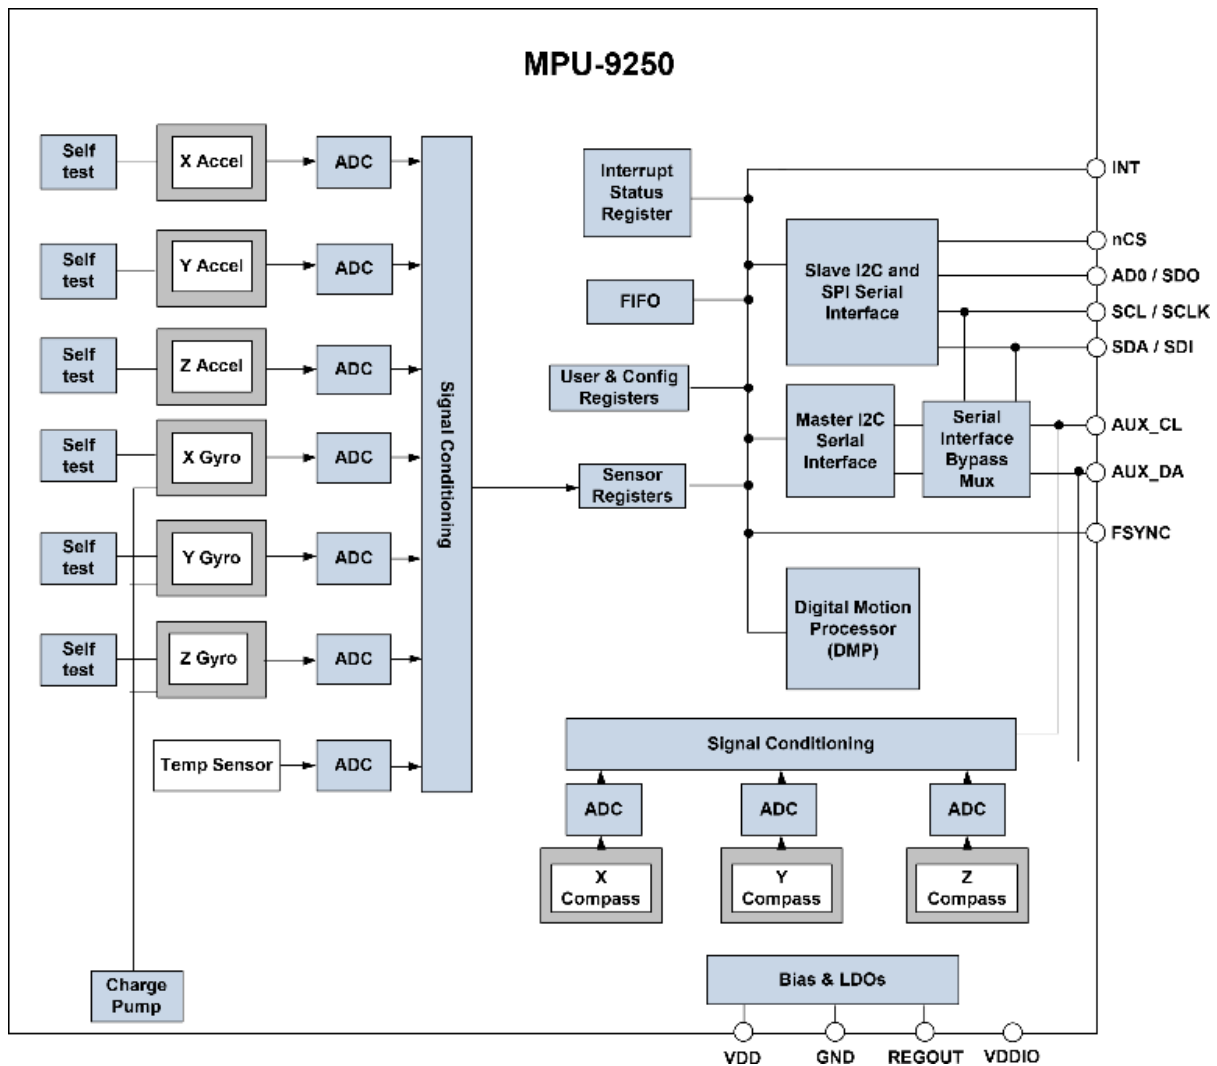 MPU-9250
Self
test
X Accel
ADC
Self
test
Y Accel
ADC
Self
test
Z Accel
ADC
Self
test
X Gyro
ADC
Self
test
Y Gyro
ADC
Self
test
Z Gyro
ADC
Temp Sensor
ADC
Signal Conditioning
Charge
Pump
Interrupt
Status
Register
FIFO
User & Config
Registers
Sensor
Registers
Slave I2C and
SPI Serial
Interface
Master I2C
Serial
Interface
Serial
Interface
Bypass
Mux
Digital Motion
Processor
(DMP)
INT
nCS
AD0 / SDO
SCL / SCLK
SDA / SDI
AUX_CL
AUX_DA
FSYNC
Signal Conditioning
ADC
ADC
ADC
X
Compass
Y
Compass
Z
Compass
Bias & LDOs
VDD
GND
REGOUT
VDDIO